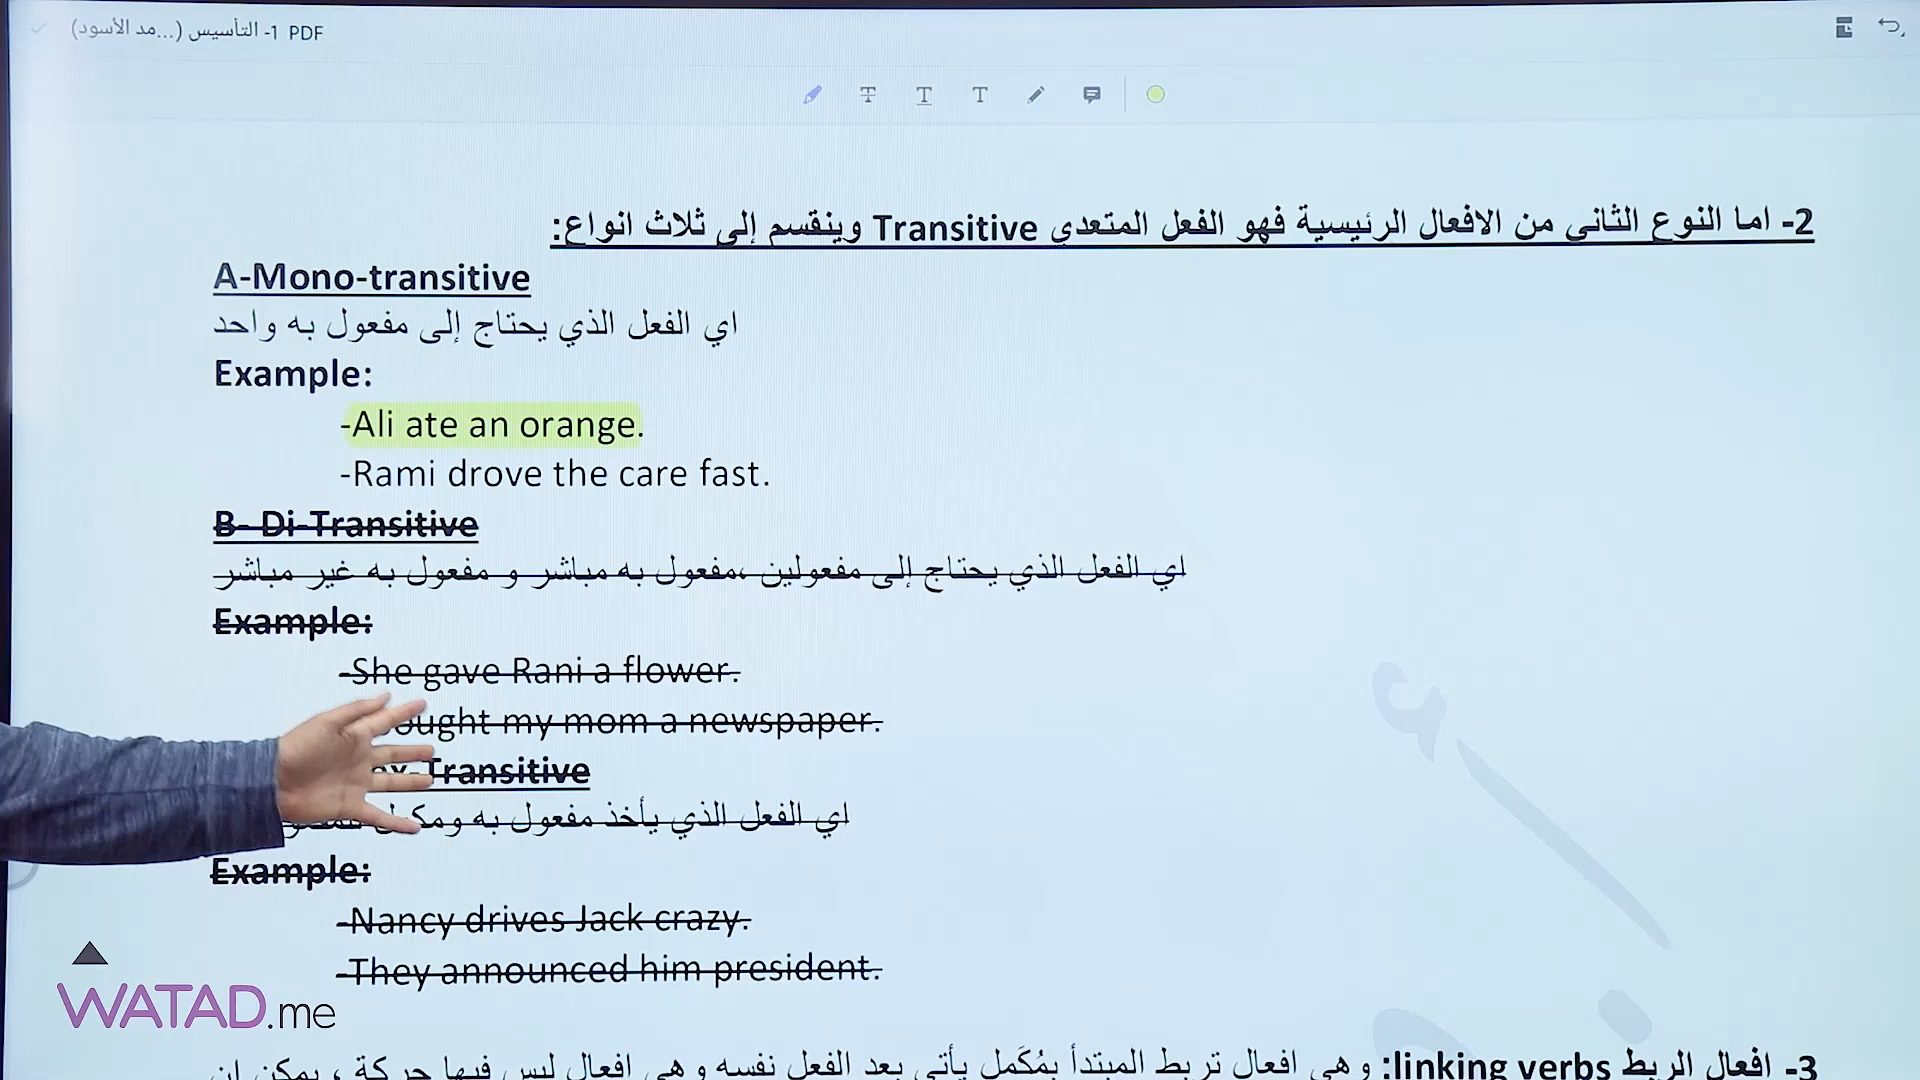 1- التأسيس (...مد الأسود) PDF
2- اما النوع الثاني من الافعال الرئيسية فهو الفعل المتعدي Transitive وينقسم إلى ثلاث انواع:
A-Mono-transitive
اي الفعل الذي يحتاج إلى مفعول به واحد
Example:
-Ali ate an orange.
-Rami drove the care fast.
B- Di-Transitive
اي الفعل الذي يحتاج إلى مفعولين ،مفعول به مباشر و مفعول به غير مباشر
Example:
-She gave Rani a flower.
my mom a newspaper.
Transitive
اي الفعل الذي يأخذ مفعول به
Example:
-Nancy drives Jack crazy.
-They announced him president.
WATAD.me
3- افعال الربط linking verbs: وهي افعال تربط المبتدأ بمُكَمل يأتي بعد الفعل نفسه وهي افعال ليس فيها حركة ، يمكن ان